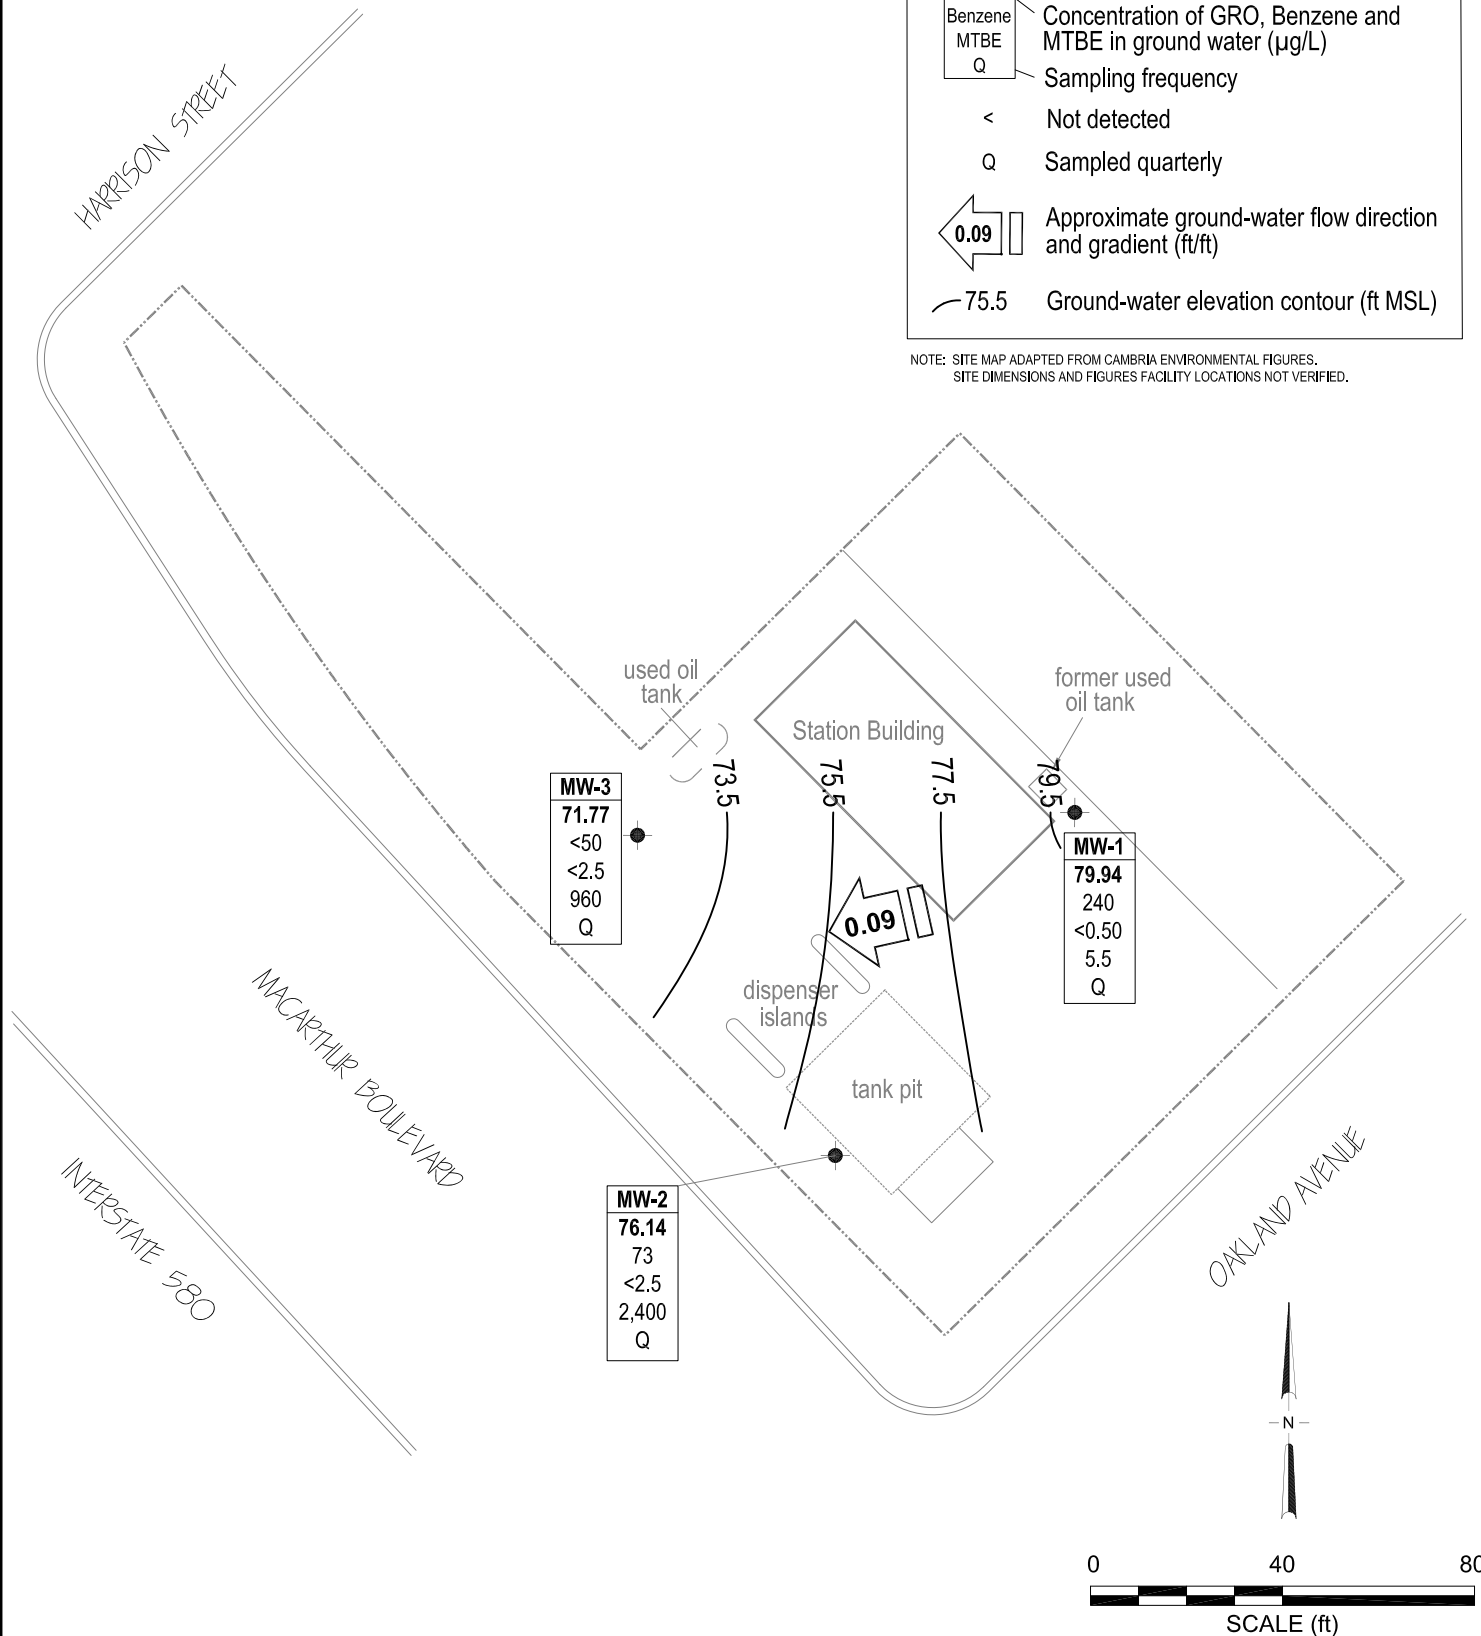 Benzene
MTBE
Q
Concentration of GRO, Benzene and
MTBE in ground water (µg/L)
Sampling frequency
< Not detected
Q Sampled quarterly
0.09
Approximate ground-water flow direction
and gradient (ft/ft)
75.5 Ground-water elevation contour (ft MSL)
NOTE: SITE MAP ADAPTED FROM CAMBRIA ENVIRONMENTAL FIGURES.
SITE DIMENSIONS AND FIGURES FACILITY LOCATIONS NOT VERIFIED.
HARRISON STREET
used oil
tank
Station Building
former used
oil tank
73.5
75.5
77.5
79.5
MW-3
71.77
<50
<2.5
960
Q
MW-1
79.94
240
<0.50
5.5
Q
0.09
dispenser
islands
tank pit
MACARTHUR BOULEVARD
INTERSTATE 580
MW-2
76.14
73
<2.5
2,400
Q
OAKLAND AVENUE
N
0 40 80
SCALE (ft)